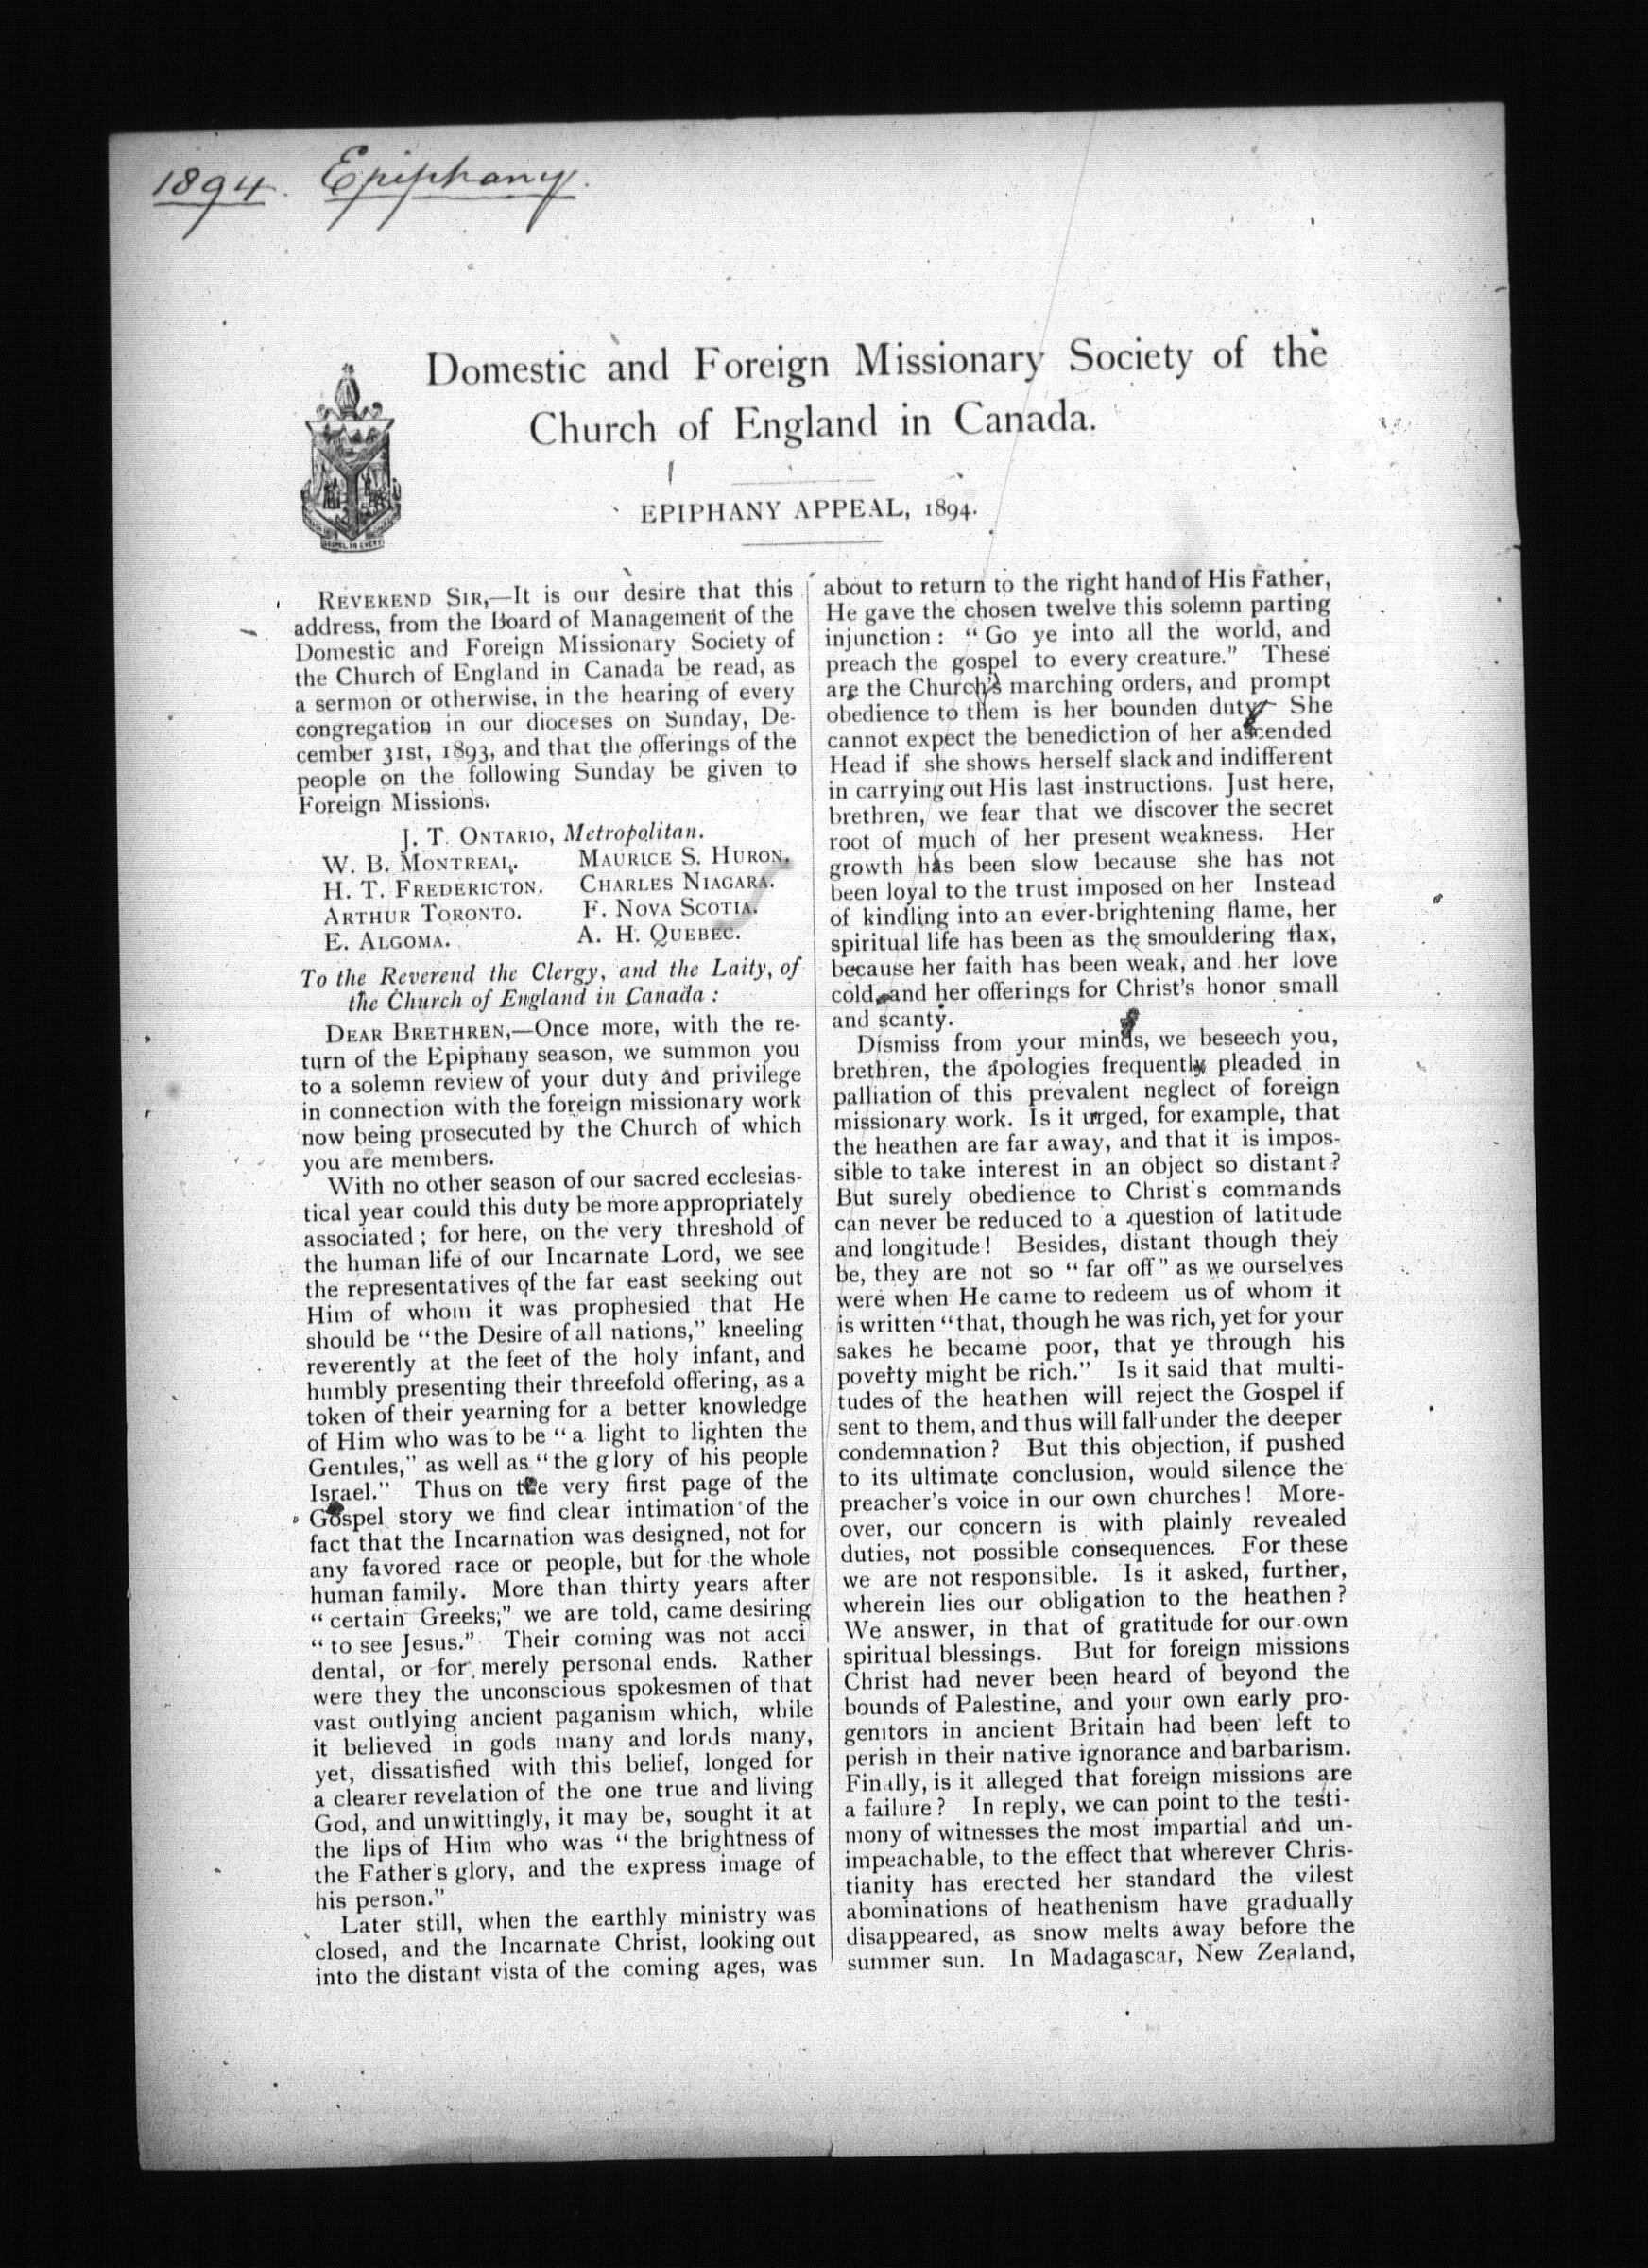 1894. Epiphany.
Domestic and Foreign Missionary Society of the
Church of England in Canada.
EPIPHANY APPEAL, 1894.
GOSPEL TO EVERY
REVEREND SIR,—It is our desire that this
address, from the Board of Management of the
Domestic and Foreign Missionary Society of
the Church of England in Canada be read, as
a sermon or otherwise, in the hearing of every
congregation in our dioceses on Sunday, De-
cember 31st, 1893, and that the offerings of the
people on the following Sunday be given to
Foreign Missions.
J. T. ONTARIO, Metropolitan.
W. B. MONTREAL. MAURICE S. HURON.
H. T. FREDERICTON. CHARLES NIAGARA.
ARTHUR TORONTO. F. NOVA SCOTIA.
E. ALGOMA. A. H. QUEBEC.
To the Reverend the Clergy, and the Laity, of
the Church of England in Canada:
DEAR BRETHREN,—Once more, with the re-
turn of the Epiphany season, we summon you
to a solemn review of your duty and privilege
in connection with the foreign missionary work
now being prosecuted by the Church of which
you are members.
With no other season of our sacred ecclesias-
tical year could this duty be more appropriately
associated; for here, on the very threshold of
the human life of our Incarnate Lord, we see
the representatives of the far east seeking out
Him of whom it was prophesied that He
should be "the Desire of all nations," kneeling
reverently at the feet of the holy infant, and
humbly presenting their threefold offering, as a
token of their yearning for a better knowledge
of Him who was to be "a light to lighten the
Gentiles," as well as "the glory of his people
Israel." Thus on the very first page of the
Gospel story we find clear intimation of the
fact that the Incarnation was designed, not for
any favored race or people, but for the whole
human family. More than thirty years after
"certain Greeks," we are told, came desiring
"to see Jesus." Their coming was not acci
dental, or for merely personal ends. Rather
were they the unconscious spokesmen of that
vast outlying ancient paganism which, while
it believed in gods many and lords many,
yet, dissatisfied with this belief, longed for
a clearer revelation of the one true and living
God, and unwittingly, it may be, sought it at
the lips of Him who was "the brightness of
the Father's glory, and the express image of
his person."
Later still, when the earthly ministry was
closed, and the Incarnate Christ, looking out
into the distant vista of the coming ages, was
about to return to the right hand of His Father,
He gave the chosen twelve this solemn parting
injunction: "Go ye into all the world, and
preach the gospel to every creature." These
are the Church's marching orders, and prompt
obedience to them is her bounden duty. She
cannot expect the benediction of her ascended
Head if she shows herself slack and indifferent
in carrying out His last instructions. Just here,
brethren, we fear that we discover the secret
root of much of her present weakness. Her
growth has been slow because she has not
been loyal to the trust imposed on her Instead
of kindling into an ever-brightening flame, her
spiritual life has been as the smouldering flax,
because her faith has been weak, and her love
cold, and her offerings for Christ's honor small
and scanty.
Dismiss from your minds, we beseech you,
brethren, the apologies frequently pleaded in
palliation of this prevalent neglect of foreign
missionary work. Is it urged, for example, that
the heathen are far away, and that it is impos-
sible to take interest in an object so distant?
But surely obedience to Christ's commands
can never be reduced to a question of latitude
and longitude! Besides, distant though they
be, they are not so "far off" as we ourselves
were when He came to redeem us of whom it
is written "that, though he was rich, yet for your
sakes he became poor, that ye through his
poverty might be rich." Is it said that multi-
tudes of the heathen will reject the Gospel if
sent to them, and thus will fall under the deeper
condemnation? But this objection, if pushed
to its ultimate conclusion, would silence the
preacher's voice in our own churches! More-
over, our concern is with plainly revealed
duties, not possible consequences. For these
we are not responsible. Is it asked, further,
wherein lies our obligation to the heathen?
We answer, in that of gratitude for our own
spiritual blessings. But for foreign missions
Christ had never been heard of beyond the
bounds of Palestine, and your own early pro-
genitors in ancient Britain had been left to
perish in their native ignorance and barbarism.
Finally, is it alleged that foreign missions are
a failure? In reply, we can point to the testi-
mony of witnesses the most impartial and un-
impeachable, to the effect that wherever Chris-
tianity has erected her standard the vilest
abominations of heathenism have gradually
disappeared, as snow melts away before the
summer sun. In Madagascar, New Zealand,